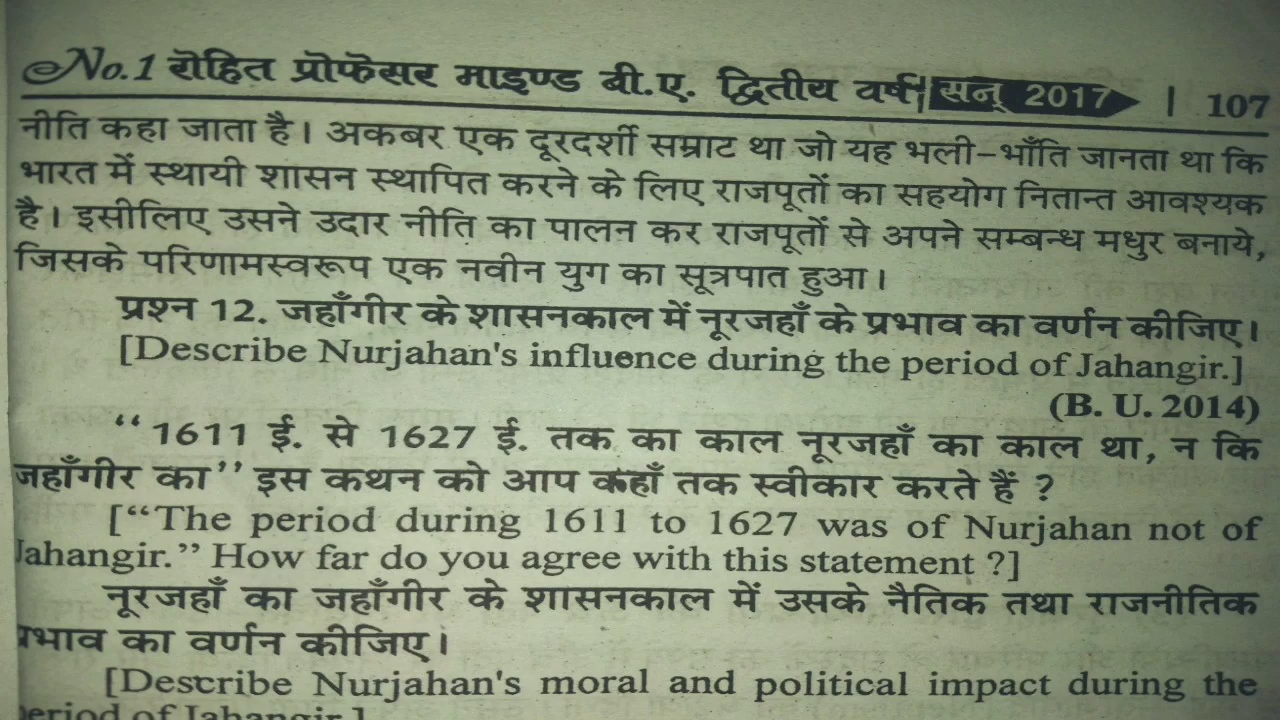 No.1 रोहित प्रोफेसर माइण्ड बी.ए. द्वितीय वर्ष सन् 2017 | 107
नीति कहा जाता है। अकबर एक दूरदर्शी सम्राट था जो यह भली-भाँति जानता था कि
भारत में स्थायी शासन स्थापित करने के लिए राजपूतों का सहयोग नितान्त आवश्यक
है। इसीलिए उसने उदार नीति का पालन कर राजपूतों से अपने सम्बन्ध मधुर बनाये,
जिसके परिणामस्वरूप एक नवीन युग का सूत्रपात हुआ।
प्रश्न 12. जहाँगीर के शासनकाल में नूरजहाँ के प्रभाव का वर्णन कीजिए।
[Describe Nurjahan's influence during the period of Jahangir.]
(B. U. 2014)
“1611 ई. से 1627 ई. तक का काल नूरजहाँ का काल था, न कि
जहाँगीर का” इस कथन को आप कहाँ तक स्वीकार करते हैं ?
[“The period during 1611 to 1627 was of Nurjahan not of
Jahangir.” How far do you agree with this statement ?]
नूरजहाँ का जहाँगीर के शासनकाल में उसके नैतिक तथा राजनीतिक
प्रभाव का वर्णन कीजिए।
[Describe Nurjahan's moral and political impact during the
period of Jahangir.]